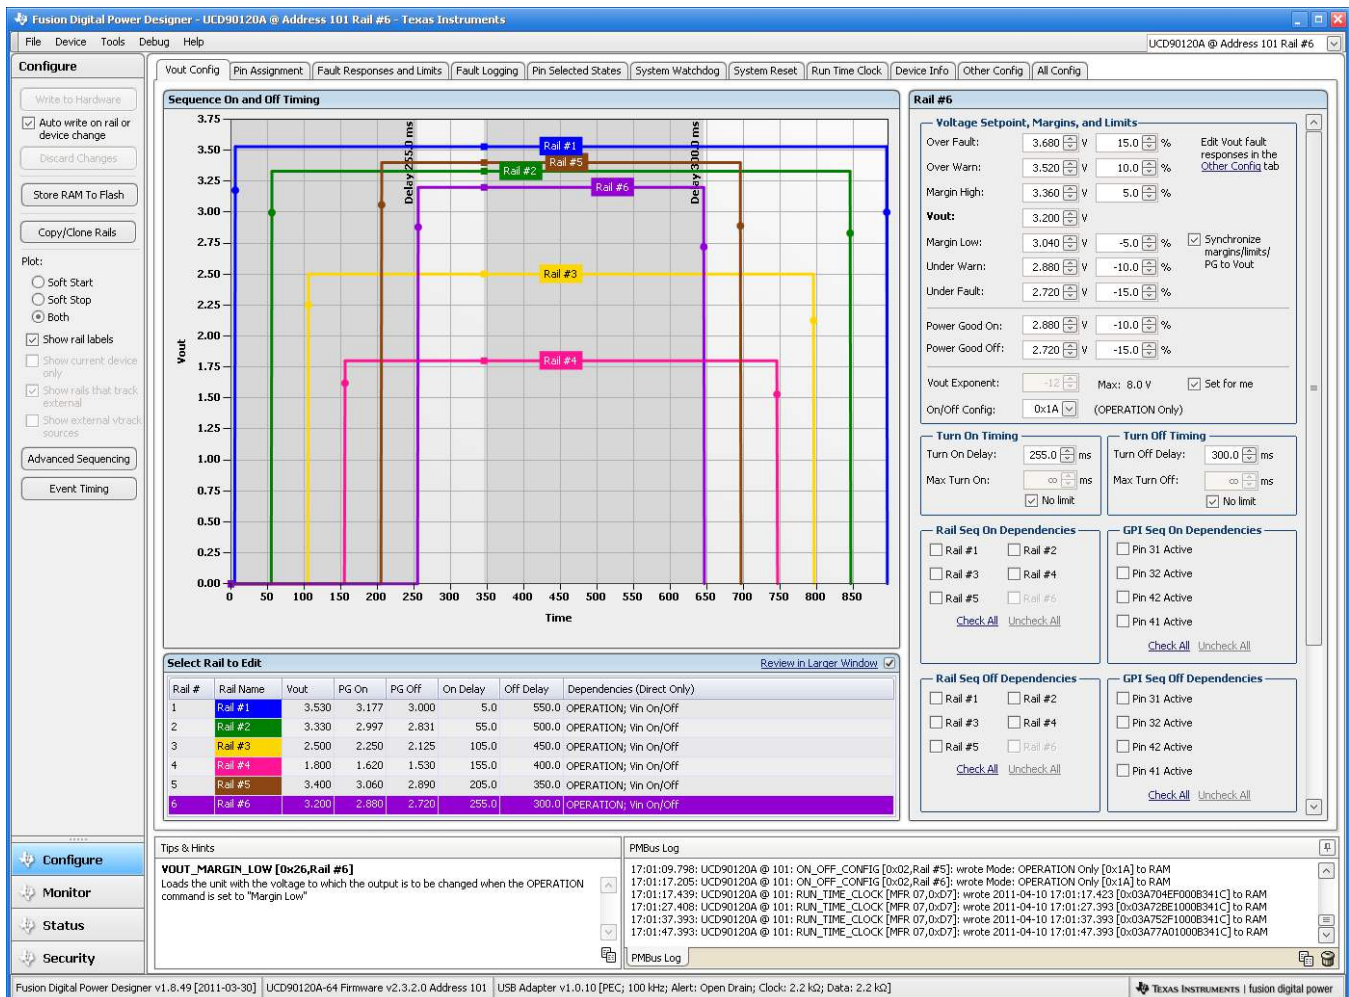 Fusion Digital Power Designer - UCD90120A @ Address 101 Rail #6 - Texas Instruments
File Device Tools Debug Help
UCD90120A @ Address 101 Rail #6
Configure
Write to Hardware
Auto write on rail or
device change
Discard Changes
Store RAM To Flash
Copy/Clone Rails
Plot:
Soft Start
Soft Stop
Both
Show rail labels
Show current device
only
Show rails that track
external
Show external vtrack
sources
Advanced Sequencing
Event Timing
Vout Config Pin Assignment Fault Responses and Limits Fault Logging Pin Selected States System Watchdog System Reset Run Time Clock Device Info Other Config All Config
Sequence On and Off Timing
3.75
3.50
3.25
3.00
2.75
2.50
2.25
2.00
1.75
1.50
1.25
1.00
0.75
0.50
0.25
0.00
Vout
Delay 255.0 ms
Delay 300.0 ms
Rail #1
Rail #5
Rail #2
Rail #6
Rail #3
Rail #4
0 50 100 150 200 250 300 350 400 450 500 550 600 650 700 750 800 850
Time
Select Rail to Edit
Review in Larger Window
Rail # Rail Name Vout PG On PG Off On Delay Off Delay Dependencies (Direct Only)
1 Rail #1 3.530 3.177 3.000 5.0 550.0 OPERATION; Vin On/Off
2 Rail #2 3.330 2.997 2.831 55.0 500.0 OPERATION; Vin On/Off
3 Rail #3 2.500 2.250 2.125 105.0 450.0 OPERATION; Vin On/Off
4 Rail #4 1.800 1.620 1.530 155.0 400.0 OPERATION; Vin On/Off
5 Rail #5 3.400 3.060 2.890 205.0 350.0 OPERATION; Vin On/Off
6 Rail #6 3.200 2.880 2.720 255.0 300.0 OPERATION; Vin On/Off
Rail #6
Voltage Setpoint, Margins, and Limits
Over Fault: 3.680 V 15.0 %
Over Warn: 3.520 V 10.0 %
Margin High: 3.360 V 5.0 %
Edit Vout fault
responses in the
Other Config tab
Vout: 3.200 V
Margin Low: 3.040 V -5.0 %
Under Warn: 2.880 V -10.0 %
Under Fault: 2.720 V -15.0 %
Synchronize
margins/limits/
PG to Vout
Power Good On: 2.880 V -10.0 %
Power Good Off: 2.720 V -15.0 %
Vout Exponent: -12 Max: 8.0 V Set for me
On/Off Config: 0x1A (OPERATION Only)
Turn On Timing
Turn On Delay: 255.0 ms
Max Turn On: ∞ ms
No limit
Turn Off Timing
Turn Off Delay: 300.0 ms
Max Turn Off: ∞ ms
No limit
Rail Seq On Dependencies
Rail #1 Rail #2
Rail #3 Rail #4
Rail #5 Rail #6
Check All Uncheck All
GPI Seq On Dependencies
Pin 31 Active
Pin 32 Active
Pin 42 Active
Pin 41 Active
Check All Uncheck All
Rail Seq Off Dependencies
Rail #1 Rail #2
Rail #3 Rail #4
Rail #5 Rail #6
Check All Uncheck All
GPI Seq Off Dependencies
Pin 31 Active
Pin 32 Active
Pin 42 Active
Pin 41 Active
Check All Uncheck All
Configure
Monitor
Status
Security
Tips & Hints
VOUT_MARGIN_LOW [0x26,Rail #6]
Loads the unit with the voltage to which the output is to be changed when the OPERATION
command is set to "Margin Low"
PMBus Log
17:01:09.798: UCD90120A @ 101: ON_OFF_CONFIG [0x02,Rail #5]: wrote Mode: OPERATION Only [0x1A] to RAM
17:01:17.205: UCD90120A @ 101: ON_OFF_CONFIG [0x02,Rail #6]: wrote Mode: OPERATION Only [0x1A] to RAM
17:01:17.439: UCD90120A @ 101: RUN_TIME_CLOCK [MFR 07,0xD7]: wrote 2011-04-10 17:01:17.423 [0x03A704EF000B341C] to RAM
17:01:27.408: UCD90120A @ 101: RUN_TIME_CLOCK [MFR 07,0xD7]: wrote 2011-04-10 17:01:27.393 [0x03A72BE1000B341C] to RAM
17:01:37.393: UCD90120A @ 101: RUN_TIME_CLOCK [MFR 07,0xD7]: wrote 2011-04-10 17:01:37.393 [0x03A752F1000B341C] to RAM
17:01:47.393: UCD90120A @ 101: RUN_TIME_CLOCK [MFR 07,0xD7]: wrote 2011-04-10 17:01:47.393 [0x03A77A01000B341C] to RAM
PMBus Log
Fusion Digital Power Designer v1.8.49 [2011-03-30] UCD90120A-64 Firmware v2.3.2.0 Address 101 USB Adapter v1.0.10 [PEC; 100 kHz; Alert: Open Drain; Clock: 2.2 kΩ; Data: 2.2 kΩ] TEXAS INSTRUMENTS | fusion digital power